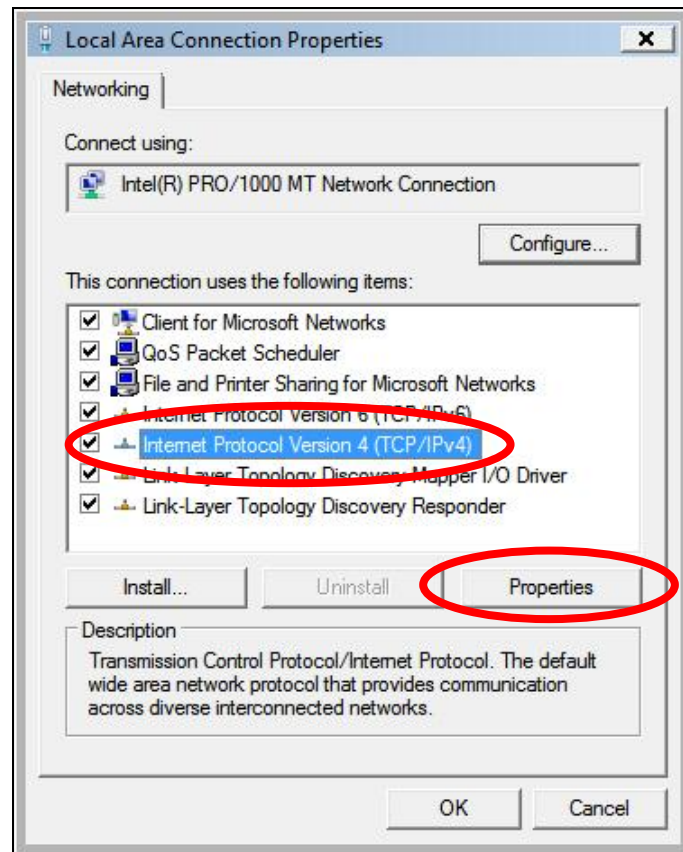 Local Area Connection Properties
Networking
Connect using:
Intel(R) PRO/1000 MT Network Connection
Configure...
This connection uses the following items:
Client for Microsoft Networks
QoS Packet Scheduler
File and Printer Sharing for Microsoft Networks
Internet Protocol Version 6 (TCP/IPv6)
Internet Protocol Version 4 (TCP/IPv4)
Link-Layer Topology Discovery Mapper I/O Driver
Link-Layer Topology Discovery Responder
Install... Uninstall Properties
Description
Transmission Control Protocol/Internet Protocol. The default
wide area network protocol that provides communication
across diverse interconnected networks.
OK Cancel